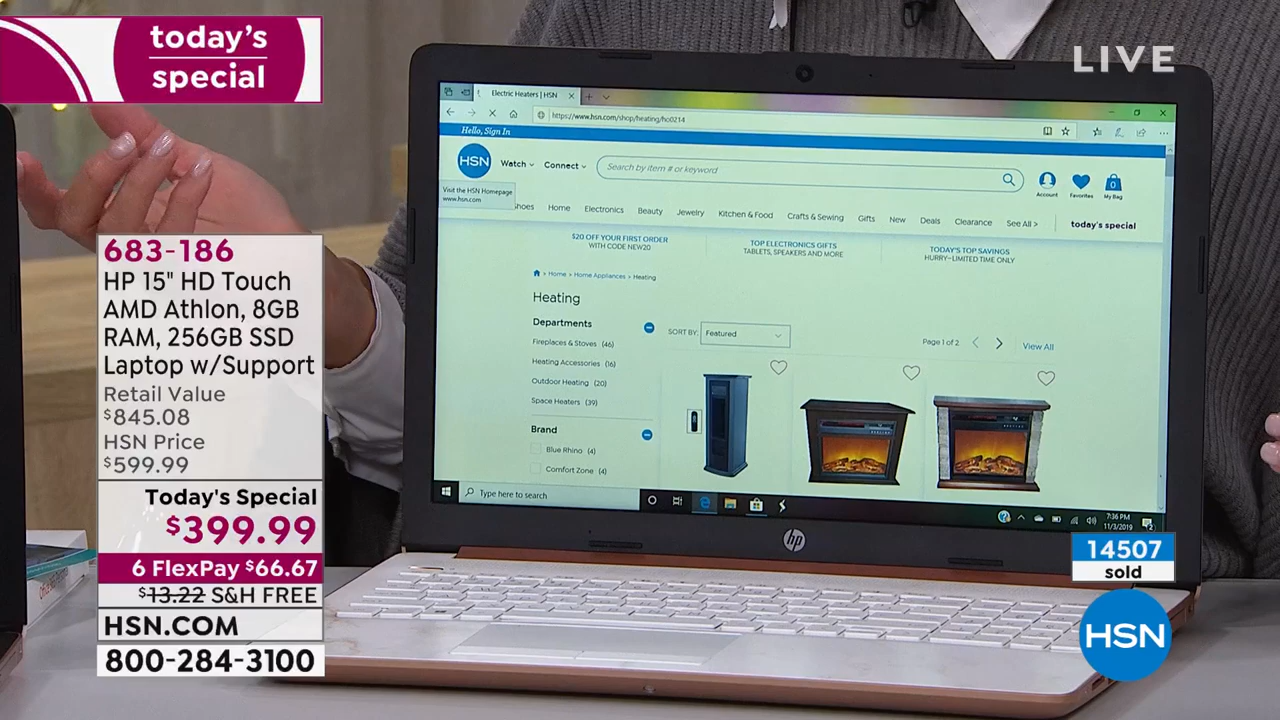 today's
special
LIVE
683-186
HP 15" HD Touch
AMD Athlon, 8GB
RAM, 256GB SSD
Laptop w/Support
Retail Value
$845.08
HSN Price
$599.99
Today's Special
$399.99
6 FlexPay $66.67
$13.22 S&H FREE
HSN.COM
800-284-3100
Electric Heaters | HSN
https://www.hsn.com/shop/heating/ho0214
Hello, Sign In
HSN
Watch
Connect
Search by item # or keyword
Account
Favorites
0
My Bag
Visit the HSN Homepage
www.hsn.com
Shoes
Home
Electronics
Beauty
Jewelry
Kitchen & Food
Crafts & Sewing
Gifts
New
Deals
Clearance
See All >
today's special
$20 OFF YOUR FIRST ORDER
WITH CODE NEW20
TOP ELECTRONICS GIFTS
TABLETS, SPEAKERS AND MORE
TODAY'S TOP SAVINGS
HURRY-LIMITED TIME ONLY
> Home > Home Appliances > Heating
Heating
Departments
Fireplaces & Stoves (46)
Heating Accessories (16)
Outdoor Heating (20)
Space Heaters (39)
Brand
Blue Rhino (4)
Comfort Zone (4)
SORT BY:
Featured
Page 1 of 2
View All
Type here to search
7:36 PM
11/3/2019
hp
14507
sold
HSN